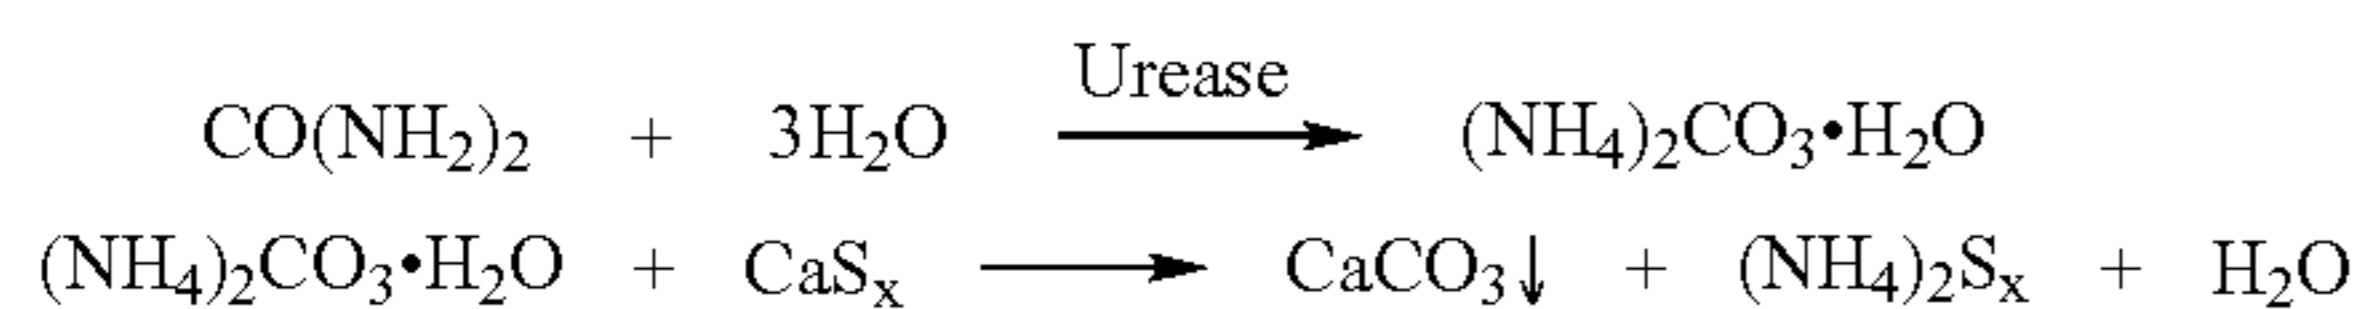 CO(NH₂)₂ + 3H₂O Urease ⟶ (NH₄)₂CO₃•H₂O
(NH₄)₂CO₃•H₂O + CaSₓ ⟶ CaCO₃↓ + (NH₄)₂Sₓ + H₂O